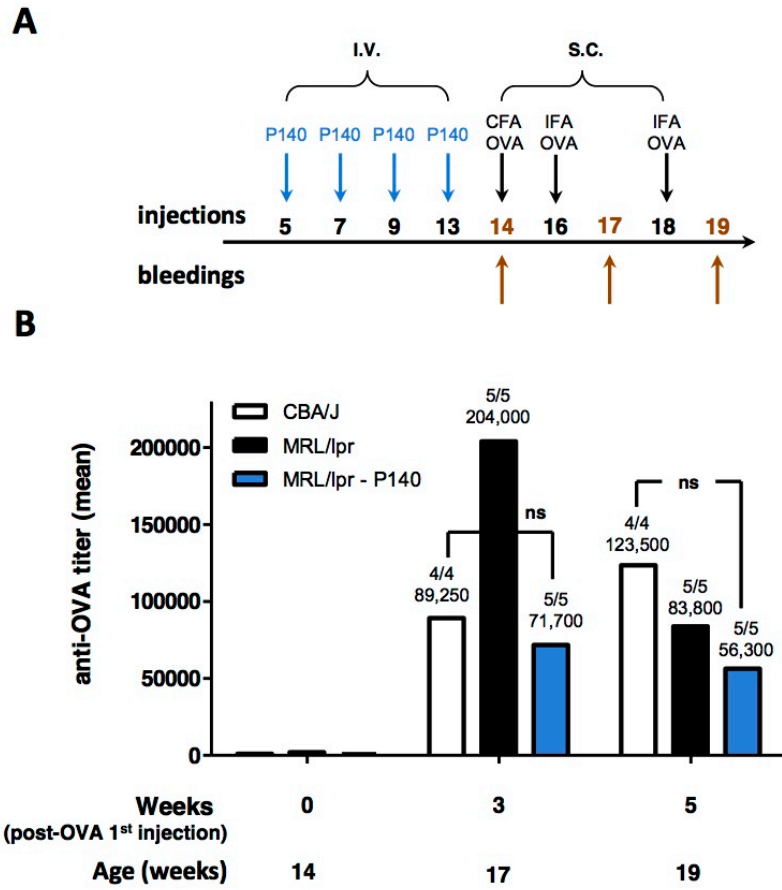 A
I.V. S.C.
P140 P140 P140 P140 CFA OVA IFA OVA IFA OVA
injections
5 7 9 13 14 16 17 18 19
bleedings
B
CBA/J
MRL/lpr
MRL/lpr - P140
anti-OVA titer (mean)
200000
150000
100000
50000
0
4/4
89,250
5/5
204,000
ns
5/5
71,700
4/4
123,500
ns
5/5
83,800
5/5
56,300
Weeks 0 3 5
(post-OVA 1st injection)
Age (weeks) 14 17 19